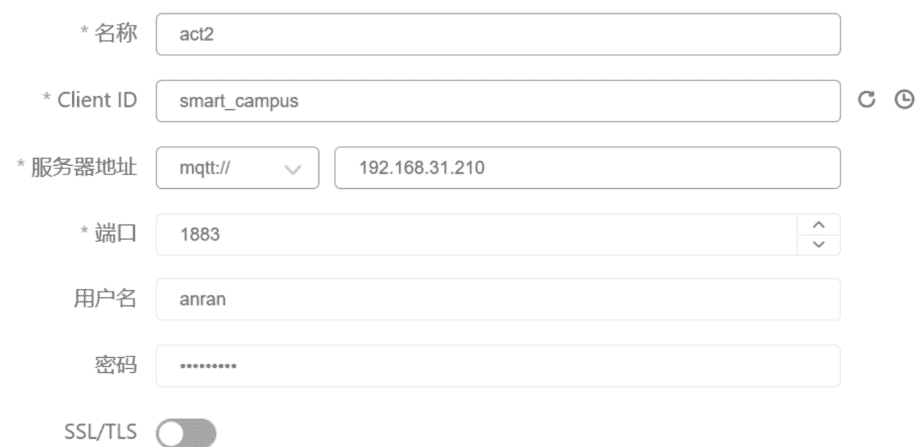 * 名称 act2
* Client ID smart_campus
* 服务器地址 mqtt:// 192.168.31.210
* 端口 1883
用户名 anran
密码 •••••••••
SSL/TLS